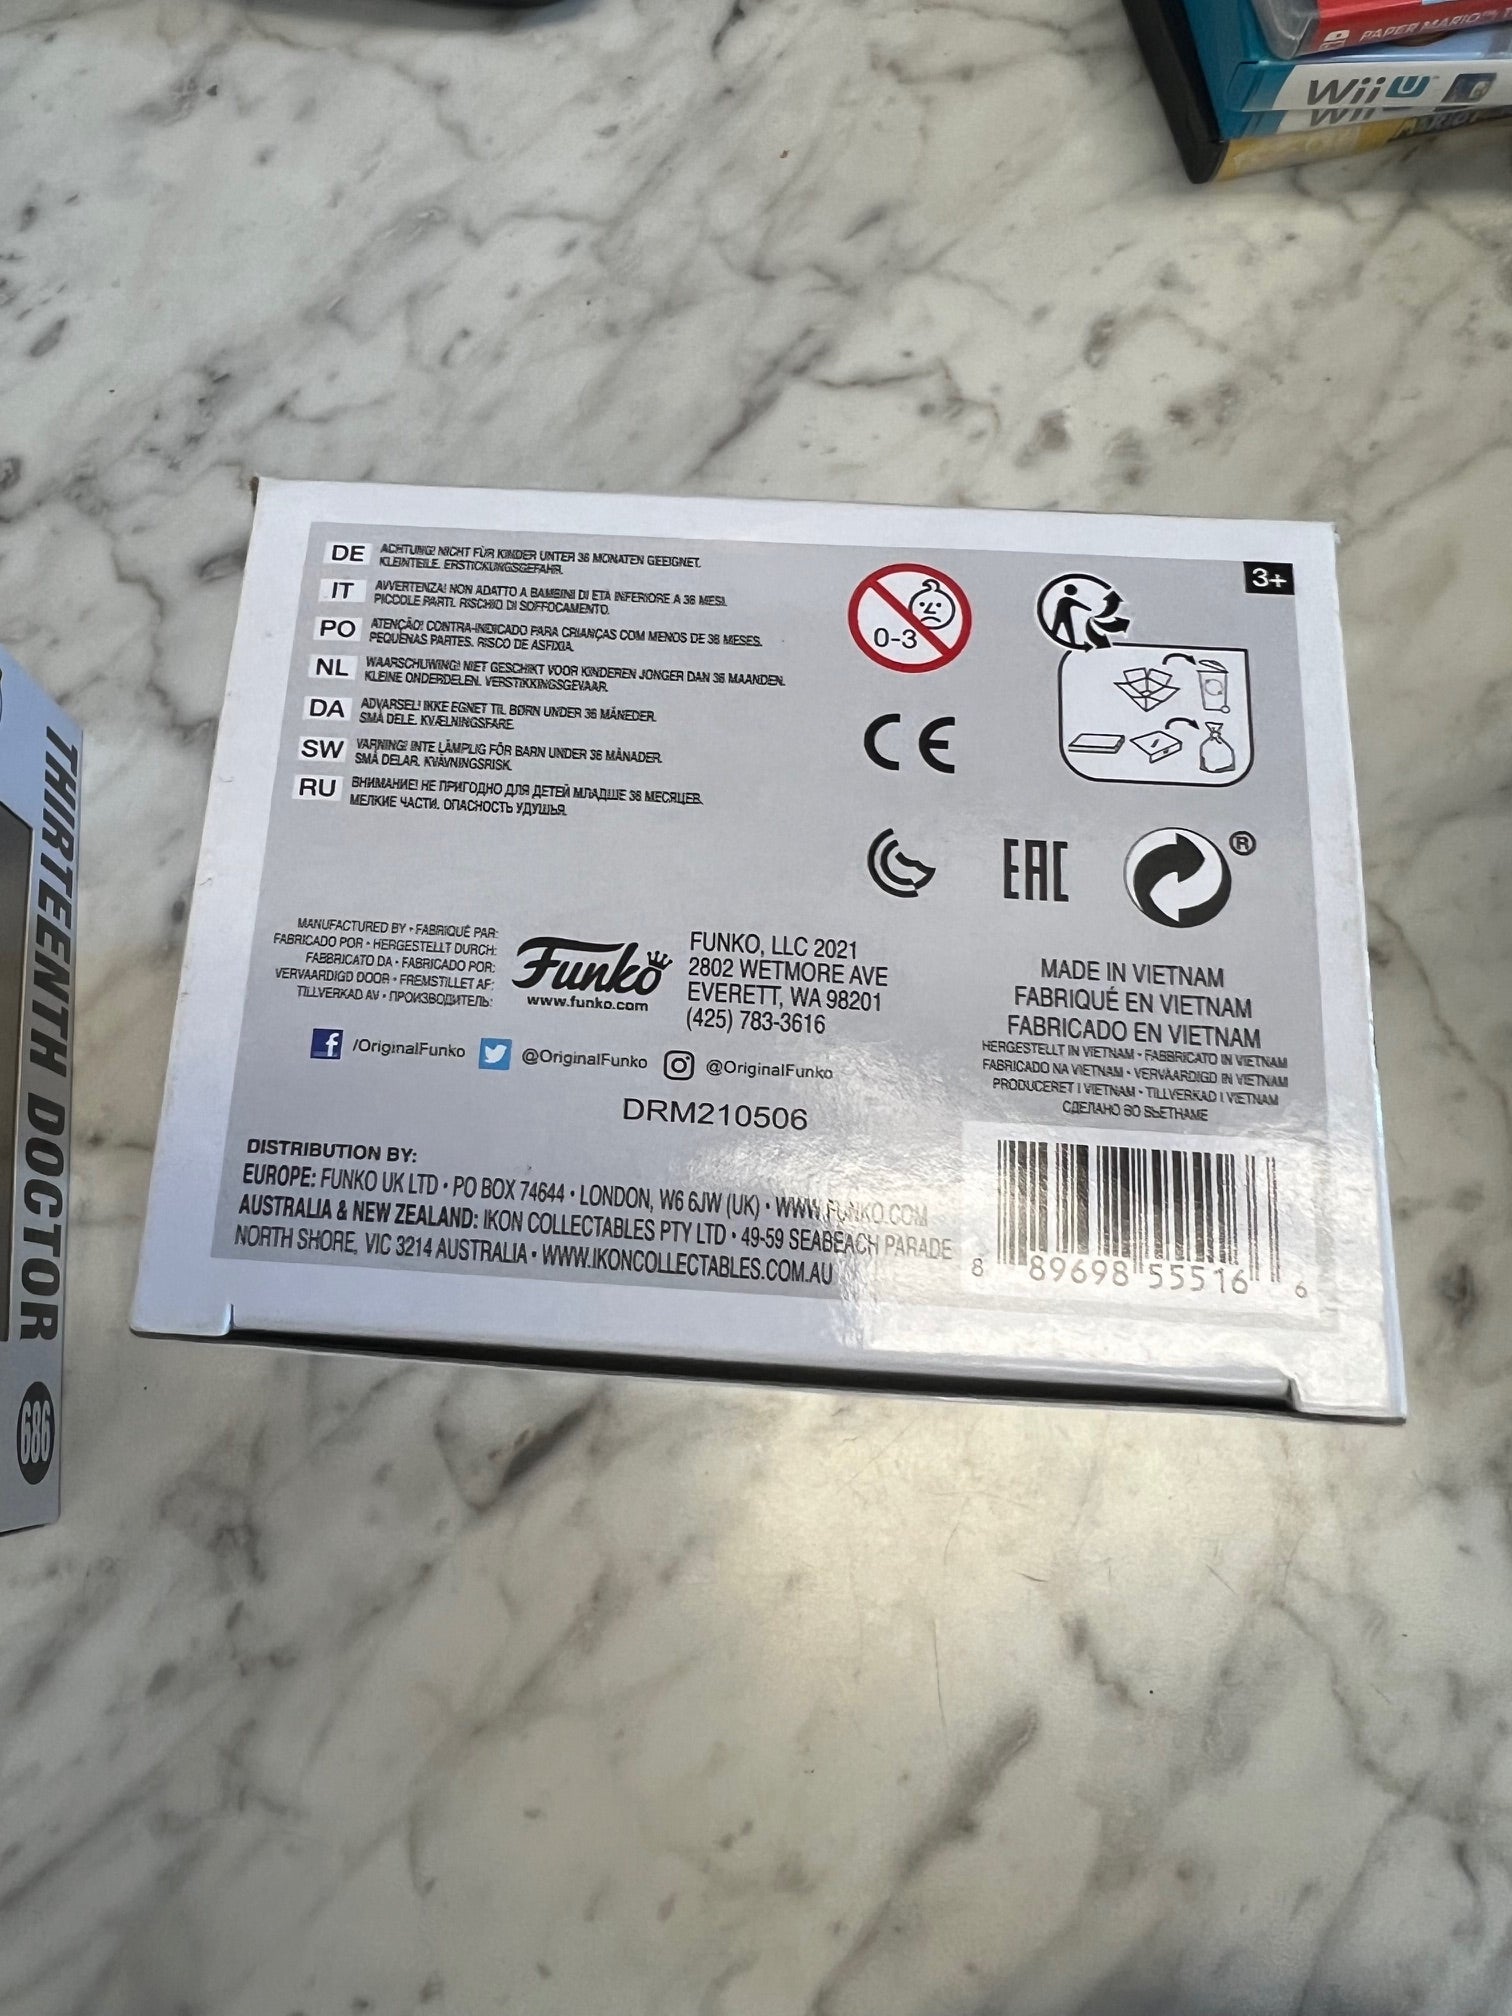 PAPER MARIO
Wii U
Wii
DE ACHTUNG! NICHT FÜR KINDER UNTER 36 MONATEN GEEIGNET.
KLEINTEILE. ERSTICKUNGSGEFAHR.
IT AVVERTENZA! NON ADATTO A BAMBINI DI ETÀ INFERIORE A 36 MESI.
PICCOLE PARTI. RISCHIO DI SOFFOCAMENTO.
PO ATENÇÃO! CONTRA-INDICADO PARA CRIANÇAS COM MENOS DE 36 MESES.
PEQUENAS PARTES. RISCO DE ASFIXIA.
NL WAARSCHUWING! NIET GESCHIKT VOOR KINDEREN JONGER DAN 36 MAANDEN.
KLEINE ONDERDELEN. VERSTIKKINGSGEVAAR.
DA ADVARSEL! IKKE EGNET TIL BØRN UNDER 36 MÅNEDER.
SMÅ DELE. KVÆLNINGSFARE.
SW VARNING! INTE LÄMPLIG FÖR BARN UNDER 36 MÅNADER.
SMÅ DELAR. KVÄVNINGSRISK.
RU ВНИМАНИЕ! НЕ ПРИГОДНО ДЛЯ ДЕТЕЙ МЛАДШЕ 36 МЕСЯЦЕВ.
МЕЛКИЕ ЧАСТИ. ОПАСНОСТЬ УДУШЬЯ.
0-3
3+
CE
EAC
®
MANUFACTURED BY • FABRIQUÉ PAR:
FABRICADO POR • HERGESTELLT DURCH:
FABBRICATO DA • FABRICADO POR:
VERVAARDIGD DOOR • FREMSTILLET AF:
TILLVERKAD AV • ПРОИЗВОДИТЕЛЬ:
Funko
www.funko.com
FUNKO, LLC 2021
2802 WETMORE AVE
EVERETT, WA 98201
(425) 783-3616
f /OriginalFunko @OriginalFunko @OriginalFunko
DRM210506
MADE IN VIETNAM
FABRIQUÉ EN VIETNAM
FABRICADO EN VIETNAM
HERGESTELLT IN VIETNAM • FABBRICATO IN VIETNAM
FABRICADO NA VIETNAM • VERVAARDIGD IN VIETNAM
PRODUCERET I VIETNAM • TILLVERKAD I VIETNAM
СДЕЛАНО ВО ВЬЕТНАМЕ
DISTRIBUTION BY:
EUROPE: FUNKO UK LTD • PO BOX 74644 • LONDON, W6 6JW (UK) • WWW.FUNKO.COM
AUSTRALIA & NEW ZEALAND: IKON COLLECTABLES PTY LTD • 49-59 SEABEACH PARADE
NORTH SHORE, VIC 3214 AUSTRALIA • WWW.IKONCOLLECTABLES.COM.AU
8 89698 55516 6
THIRTEENTH DOCTOR
686